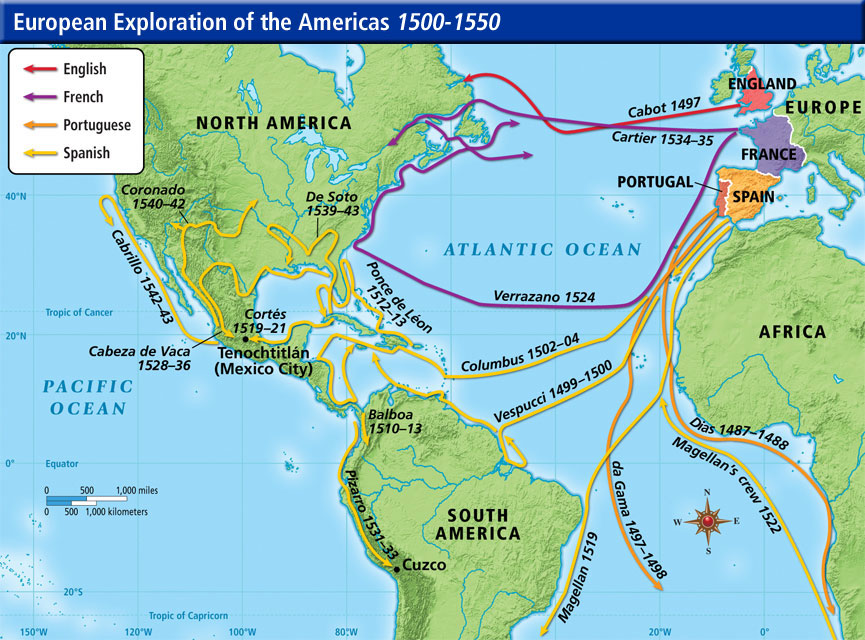 European Exploration of the Americas 1500-1550
English
French
Portuguese
Spanish
NORTH AMERICA
ENGLAND
EUROPE
Cabot 1497
Cartier 1534–35
FRANCE
PORTUGAL
SPAIN
40°N
Coronado
1540–42
De Soto
1539–43
Cabrillo 1542–43
ATLANTIC OCEAN
Ponce de Léon
1512–13
Verrazano 1524
Tropic of Cancer
Cortés
1519–21
20°N
AFRICA
Cabeza de Vaca
1528–36
Tenochtitlán
(Mexico City)
Columbus 1502–04
PACIFIC
OCEAN
Vespucci 1499–1500
Balboa
1510–13
Dias 1487–1488
Magellan's crew 1522
0°
Equator
0 500 1,000 miles
0 500 1,000 kilometers
Pizarro 1531–33
da Gama 1497–1498
N
W E
S
SOUTH
AMERICA
Cuzco
Magellan 1519
20°S
Tropic of Capricorn
150°W 120°W 100°W 80°W 20°W 0°